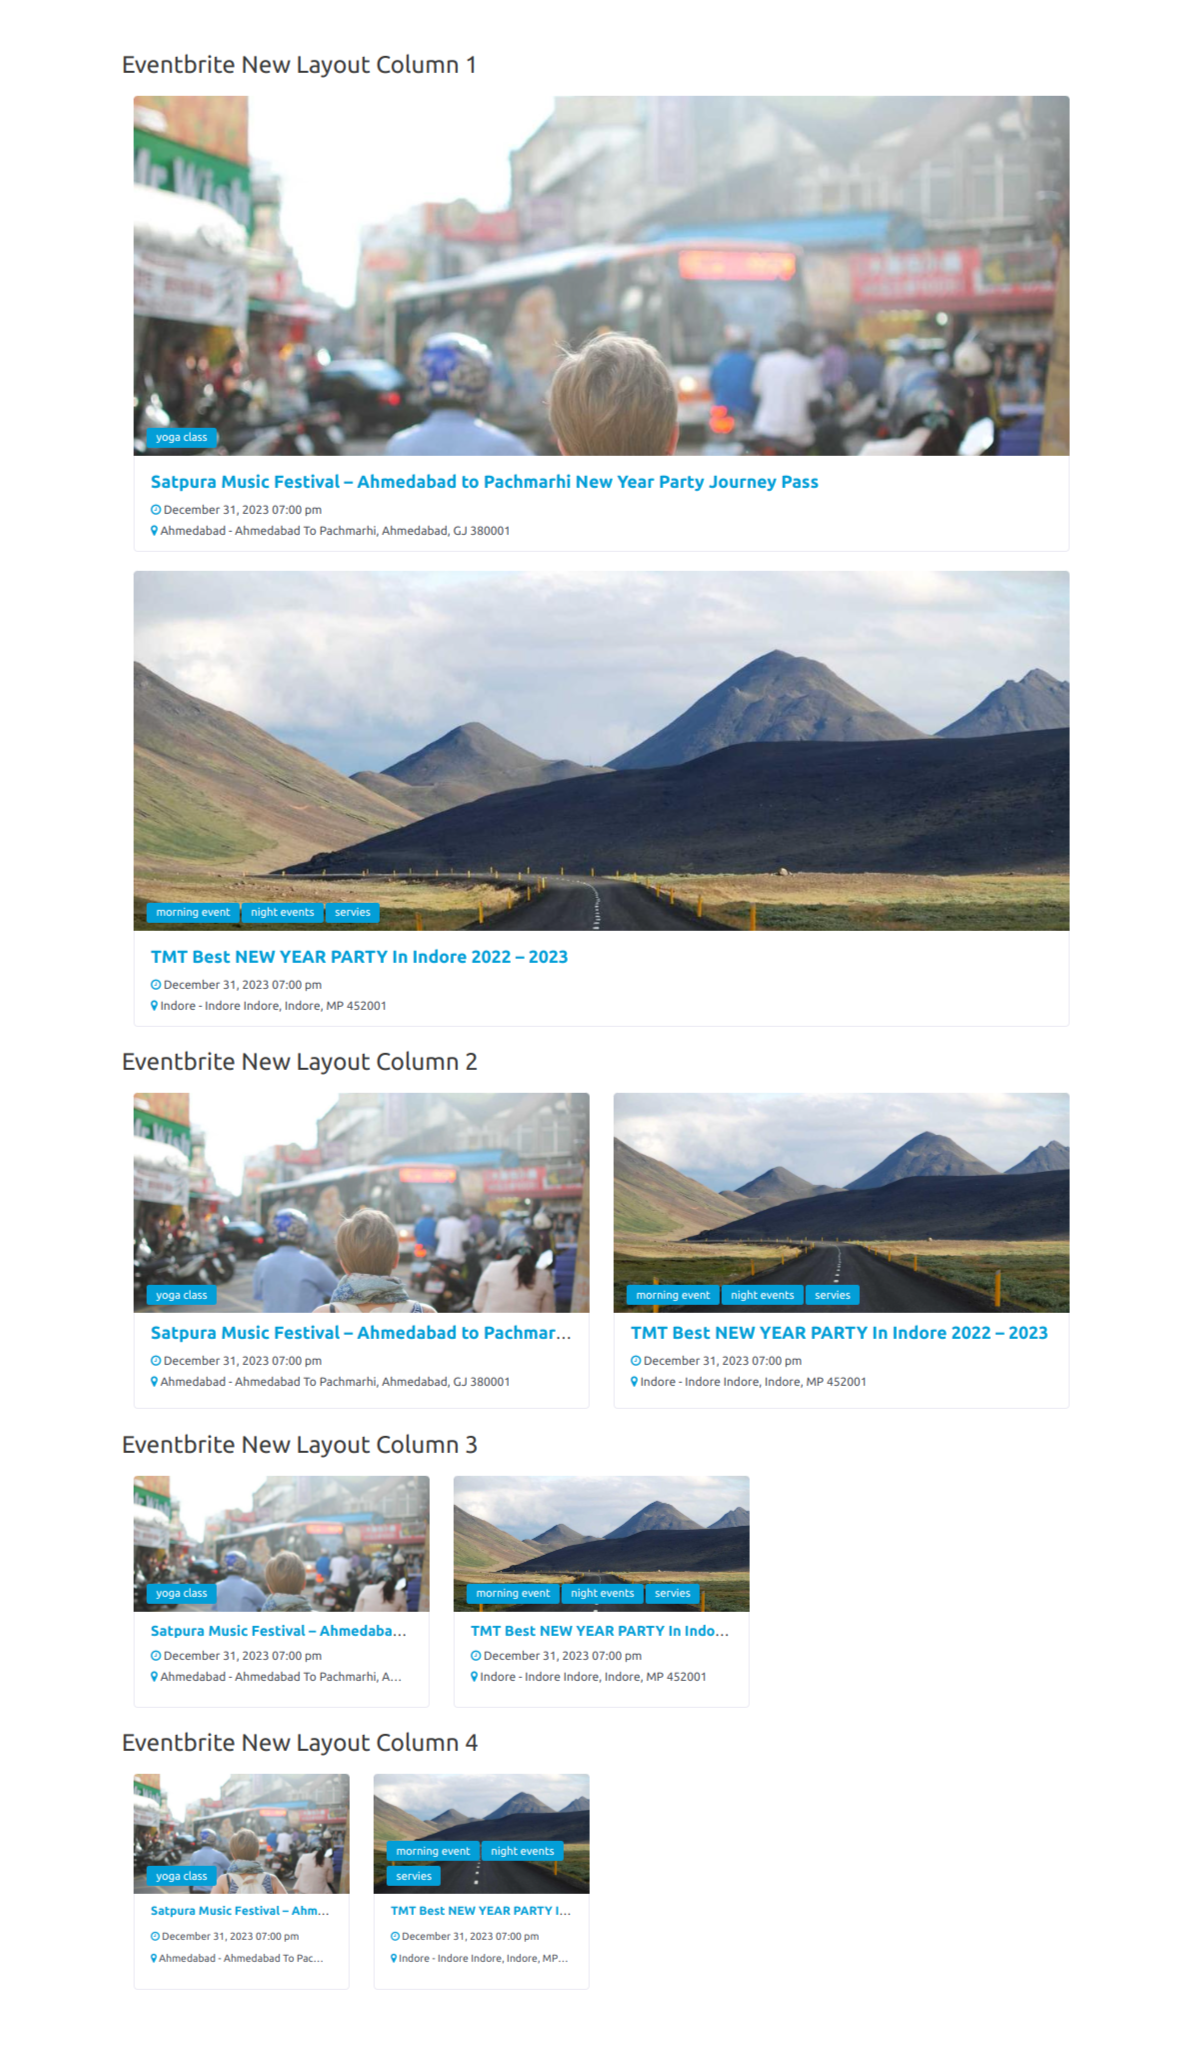 Eventbrite New Layout Column 1
yoga class
Satpura Music Festival – Ahmedabad to Pachmarhi New Year Party Journey Pass
December 31, 2023 07:00 pm
Ahmedabad - Ahmedabad To Pachmarhi, Ahmedabad, GJ 380001
morning event night events servies
TMT Best NEW YEAR PARTY In Indore 2022 – 2023
December 31, 2023 07:00 pm
Indore - Indore Indore, Indore, MP 452001
Eventbrite New Layout Column 2
yoga class
Satpura Music Festival – Ahmedabad to Pachmar...
December 31, 2023 07:00 pm
Ahmedabad - Ahmedabad To Pachmarhi, Ahmedabad, GJ 380001
morning event night events servies
TMT Best NEW YEAR PARTY In Indore 2022 – 2023
December 31, 2023 07:00 pm
Indore - Indore Indore, Indore, MP 452001
Eventbrite New Layout Column 3
yoga class
Satpura Music Festival – Ahmedaba...
December 31, 2023 07:00 pm
Ahmedabad - Ahmedabad To Pachmarhi, A...
morning event night events servies
TMT Best NEW YEAR PARTY In Indo...
December 31, 2023 07:00 pm
Indore - Indore Indore, Indore, MP 452001
Eventbrite New Layout Column 4
yoga class
Satpura Music Festival – Ahm...
December 31, 2023 07:00 pm
Ahmedabad - Ahmedabad To Pac...
morning event night events
servies
TMT Best NEW YEAR PARTY I...
December 31, 2023 07:00 pm
Indore - Indore Indore, Indore, MP...